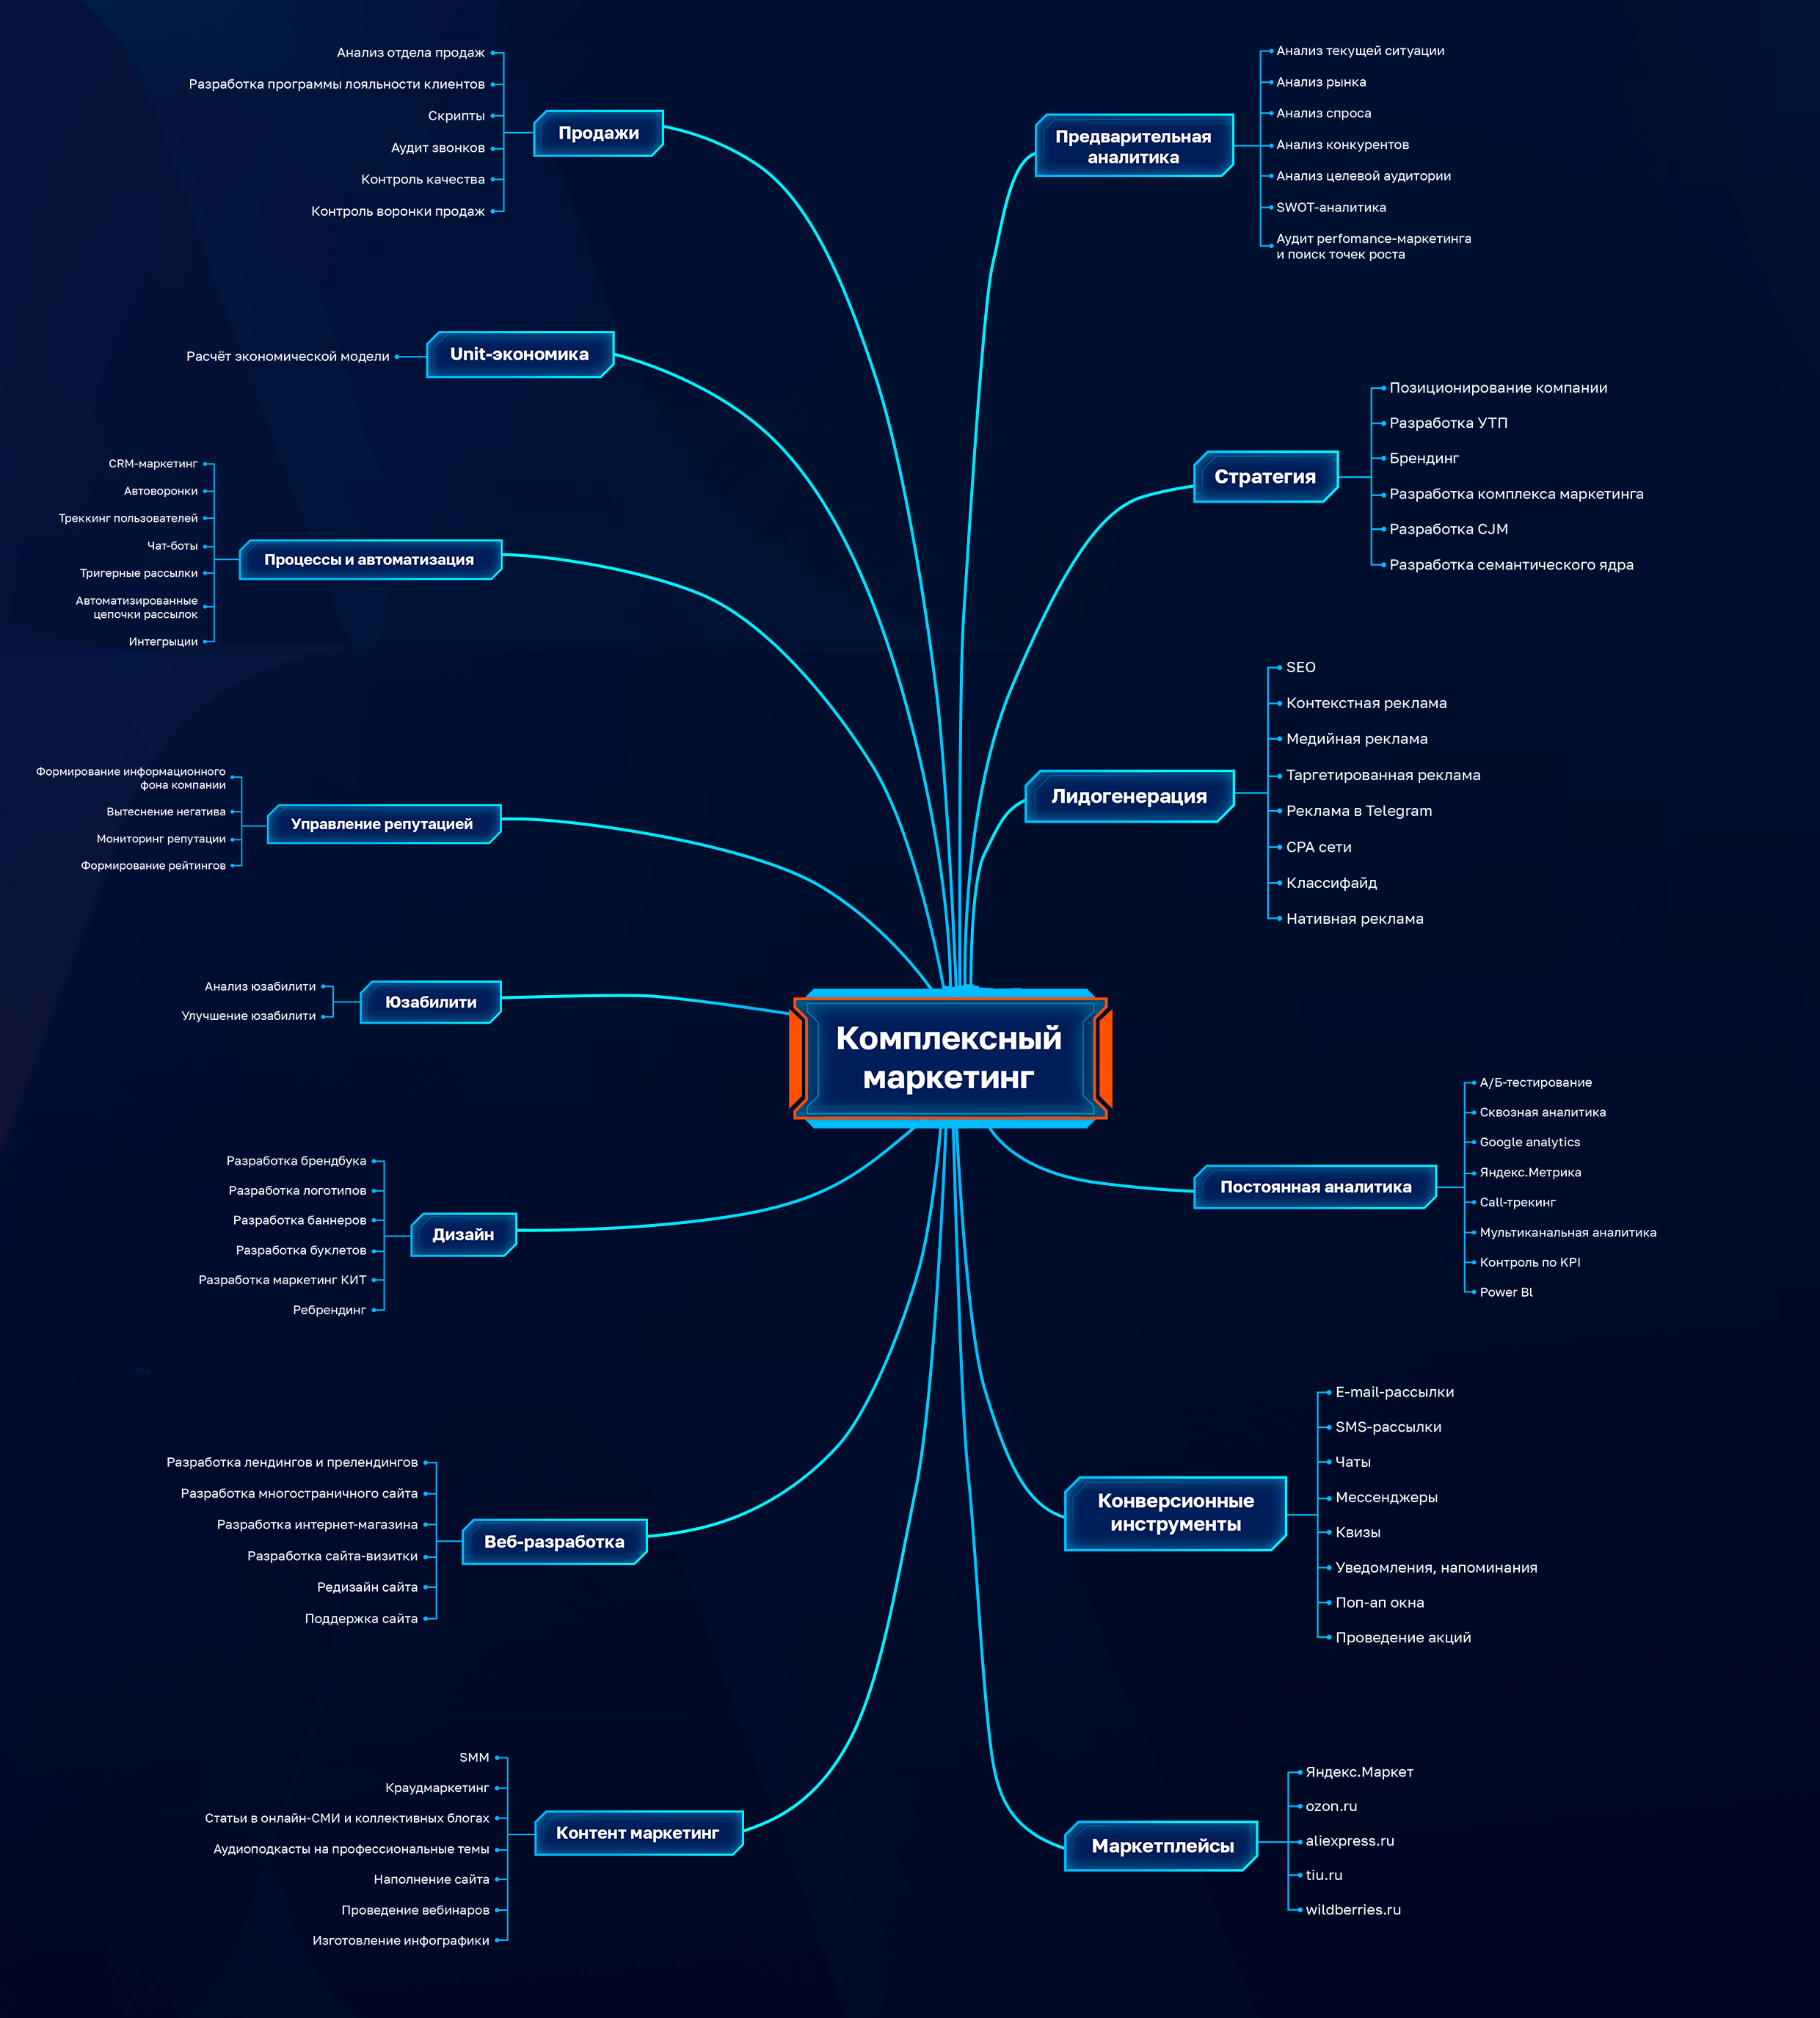 Анализ отдела продаж
Разработка программы лояльности клиентов
Скрипты
Аудит звонков
Контроль качества
Контроль воронки продаж
Продажи
Расчёт экономической модели
Unit-экономика
CRM-маркетинг
Автоворонки
Треккинг пользователей
Чат-боты
Тригерные рассылки
Автоматизированные
цепочки рассылок
Интегрыции
Процессы и автоматизация
Формирование информационного
фона компании
Вытеснение негатива
Мониторинг репутации
Формирование рейтингов
Управление репутацией
Анализ юзабилити
Улучшение юзабилити
Юзабилити
Разработка брендбука
Разработка логотипов
Разработка баннеров
Разработка буклетов
Разработка маркетинг КИТ
Ребрендинг
Дизайн
Разработка лендингов и прелендингов
Разработка многостраничного сайта
Разработка интернет-магазина
Разработка сайта-визитки
Редизайн сайта
Поддержка сайта
Веб-разработка
SMM
Краудмаркетинг
Статьи в онлайн-СМИ и коллективных блогах
Аудиоподкасты на профессиональные темы
Наполнение сайта
Проведение вебинаров
Изготовление инфографики
Контент маркетинг
Комплексный
маркетинг
Предварительная
аналитика
Анализ текущей ситуации
Анализ рынка
Анализ спроса
Анализ конкурентов
Анализ целевой аудитории
SWOT-аналитика
Аудит perfomance-маркетинга
и поиск точек роста
Стратегия
Позиционирование компании
Разработка УТП
Брендинг
Разработка комплекса маркетинга
Разработка CJM
Разработка семантического ядра
Лидогенерация
SEO
Контекстная реклама
Медийная реклама
Таргетированная реклама
Реклама в Telegram
CPA сети
Классифайд
Нативная реклама
Постоянная аналитика
А/Б-тестирование
Сквозная аналитика
Google analytics
Яндекс.Метрика
Call-трекинг
Мультиканальная аналитика
Контроль по KPI
Power Bl
Конверсионные
инструменты
E-mail-рассылки
SMS-рассылки
Чаты
Мессенджеры
Квизы
Уведомления, напоминания
Поп-ап окна
Проведение акций
Маркетплейсы
Яндекс.Маркет
ozon.ru
aliexpress.ru
tiu.ru
wildberries.ru